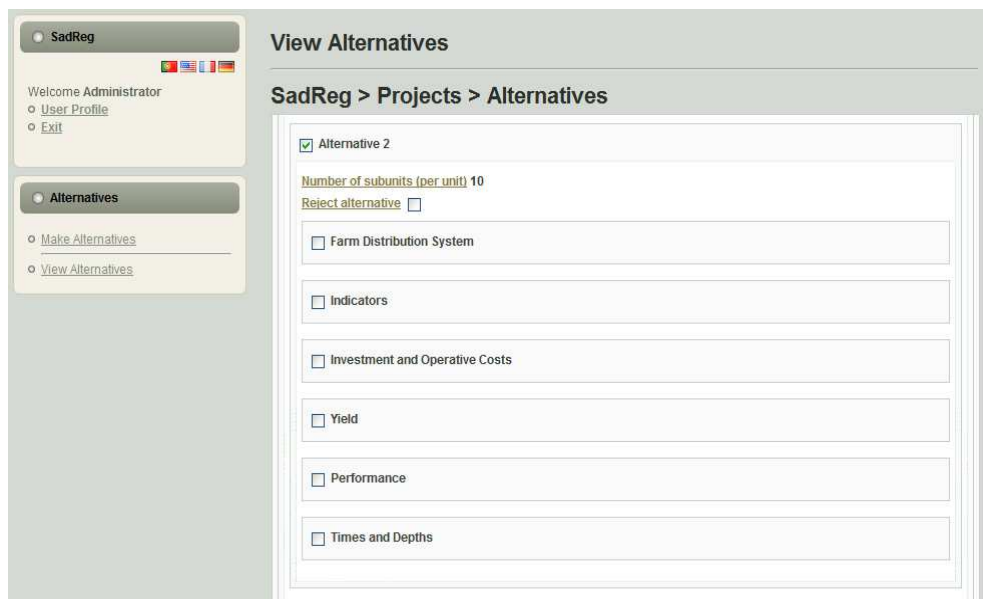 SadReg
Welcome Administrator
User Profile
Exit
Alternatives
Make Alternatives
View Alternatives
View Alternatives
SadReg > Projects > Alternatives
Alternative 2
Number of subunits (per unit) 10
Reject alternative
Farm Distribution System
Indicators
Investment and Operative Costs
Yield
Performance
Times and Depths